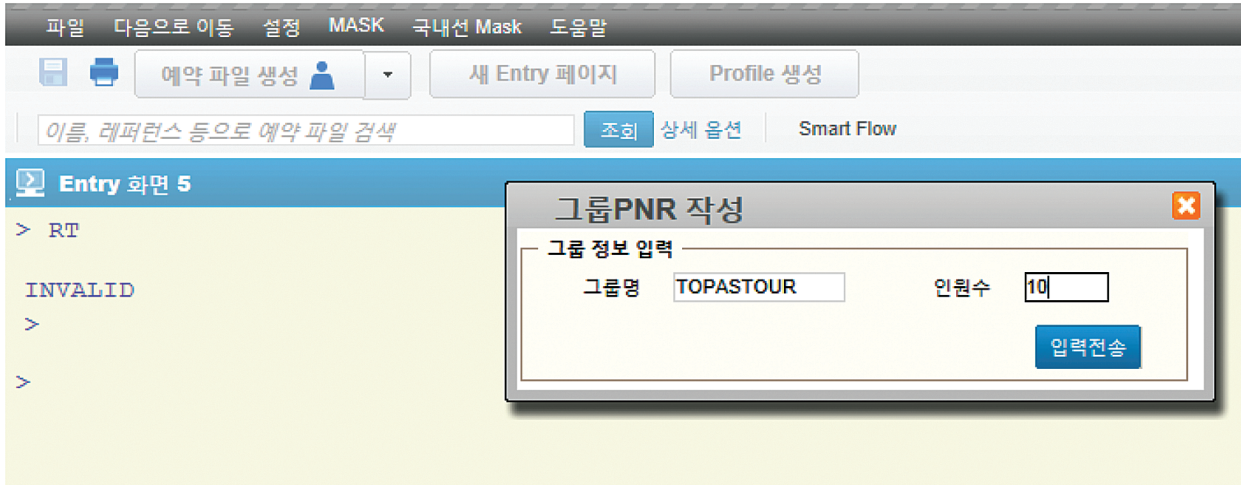 파일 다음으로 이동 설정 MASK 국내선 Mask 도움말
예약 파일 생성 새 Entry 페이지 Profile 생성
이름, 레퍼런스 등으로 예약 파일 검색 조회 상세 옵션 Smart Flow
Entry 화면 5
> RT
INVALID
>
>
그룹PNR 작성
그룹 정보 입력
그룹명 TOPASTOUR 인원수 10
입력전송